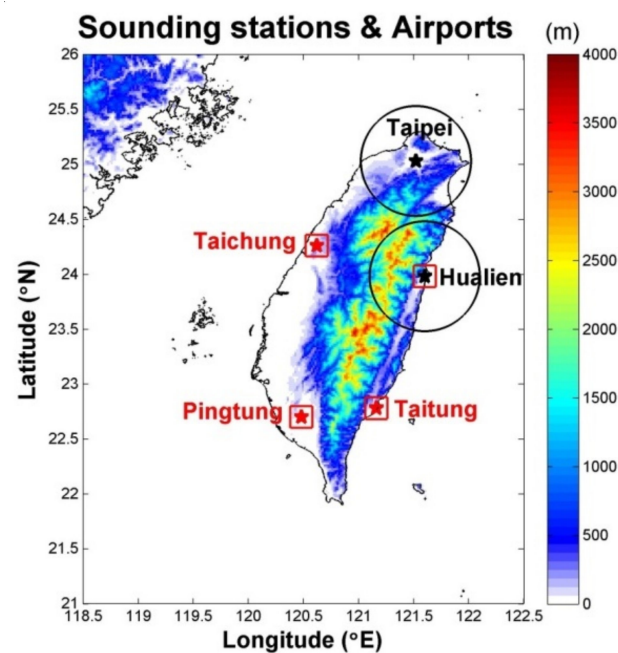 Sounding stations & Airports
(m)
26
25.5
25
24.5
24
23.5
23
22.5
22
21.5
21
Latitude (°N)
118.5 119 119.5 120 120.5 121 121.5 122 122.5
Longitude (°E)
Taipei
Taichung
Hualien
Pingtung
Taitung
4000
3500
3000
2500
2000
1500
1000
500
0